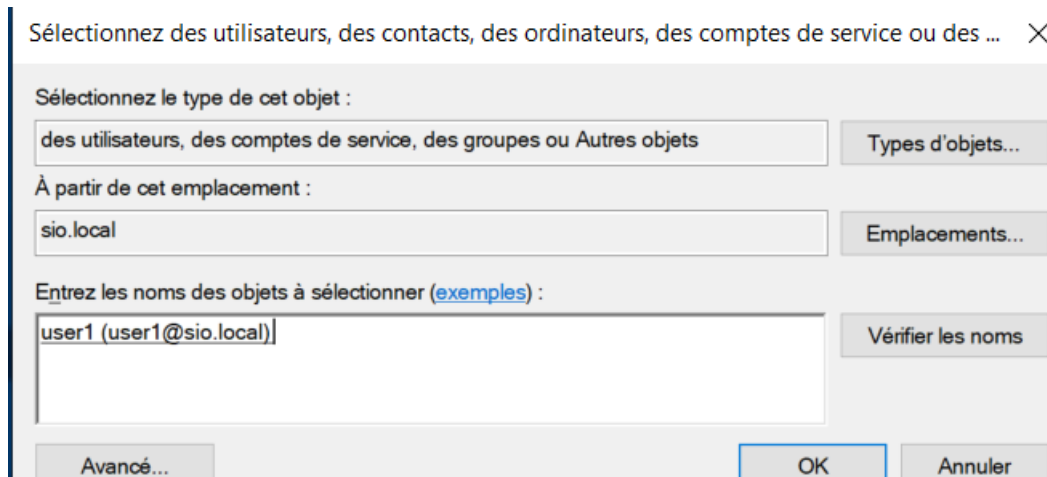 Sélectionnez des utilisateurs, des contacts, des ordinateurs, des comptes de service ou des ...
Sélectionnez le type de cet objet :
des utilisateurs, des comptes de service, des groupes ou Autres objets
Types d'objets...
À partir de cet emplacement :
sio.local
Emplacements...
Entrez les noms des objets à sélectionner (exemples) :
user1 (user1@sio.local)
Vérifier les noms
Avancé...
OK
Annuler